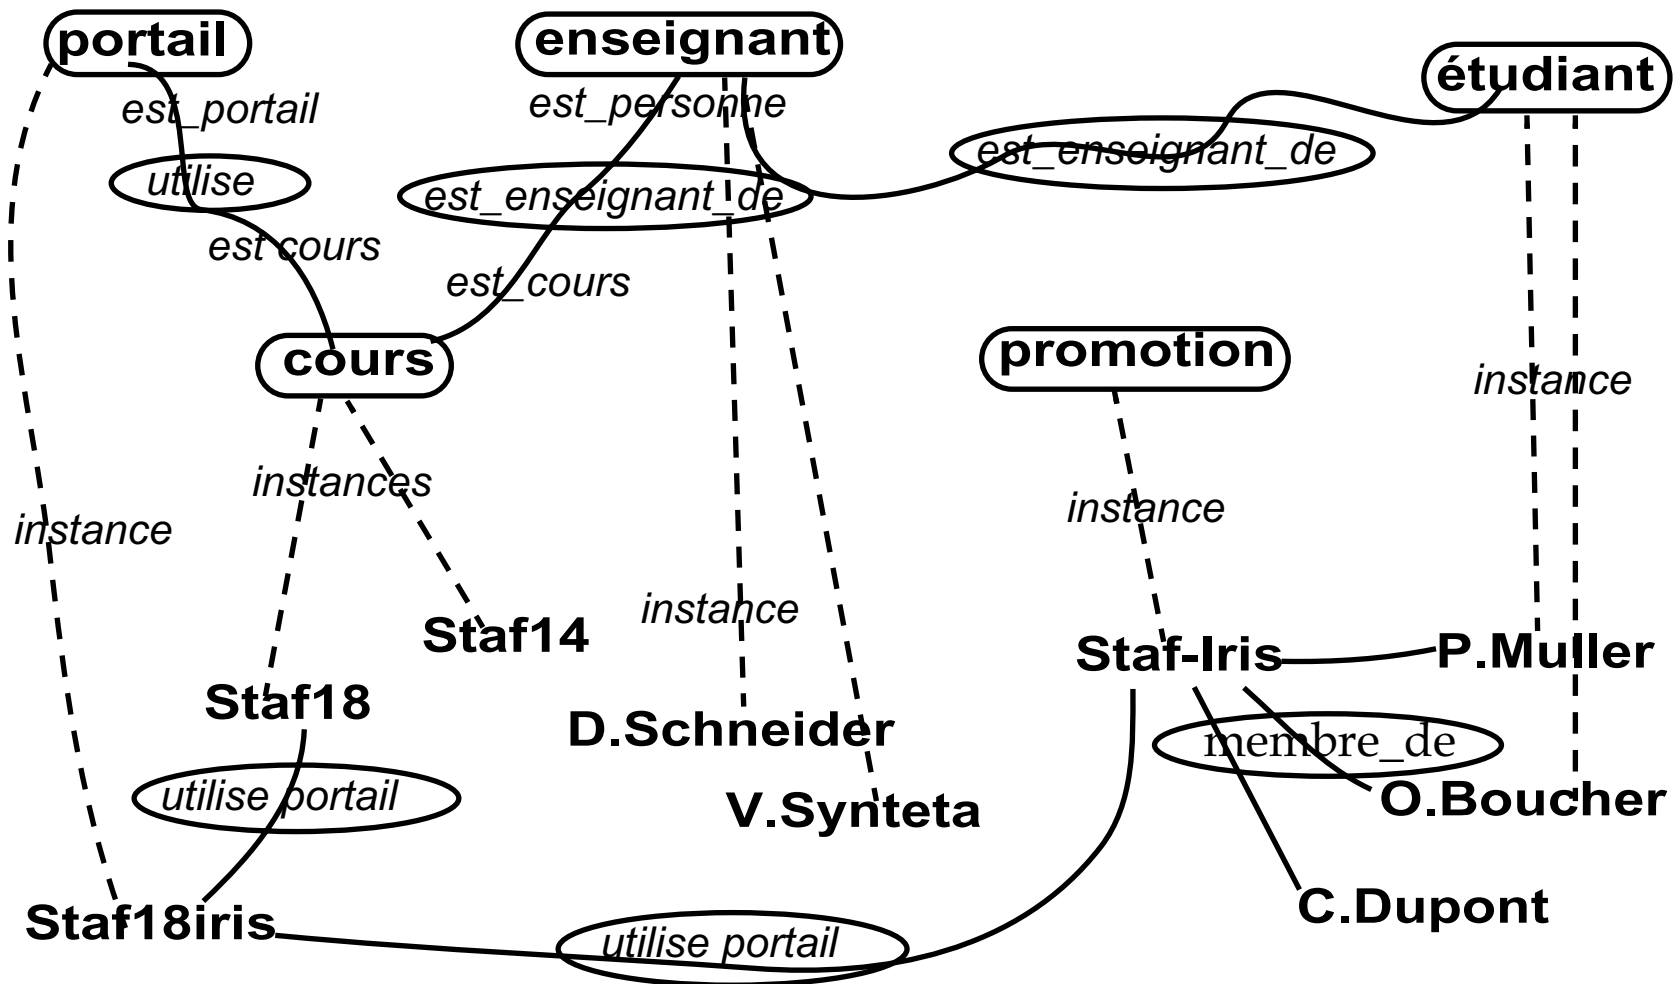 portail
enseignant
étudiant
est_portail
est_personne
est_enseignant_de
utilise
est_enseignant_de
est cours
est_cours
cours
promotion
instance
instances
instance
instance
instance
Staf14
Staf-Iris
P.Muller
Staf18
D.Schneider
membre_de
utilise portail
V.Synteta
O.Boucher
Staf18iris
C.Dupont
utilise portail